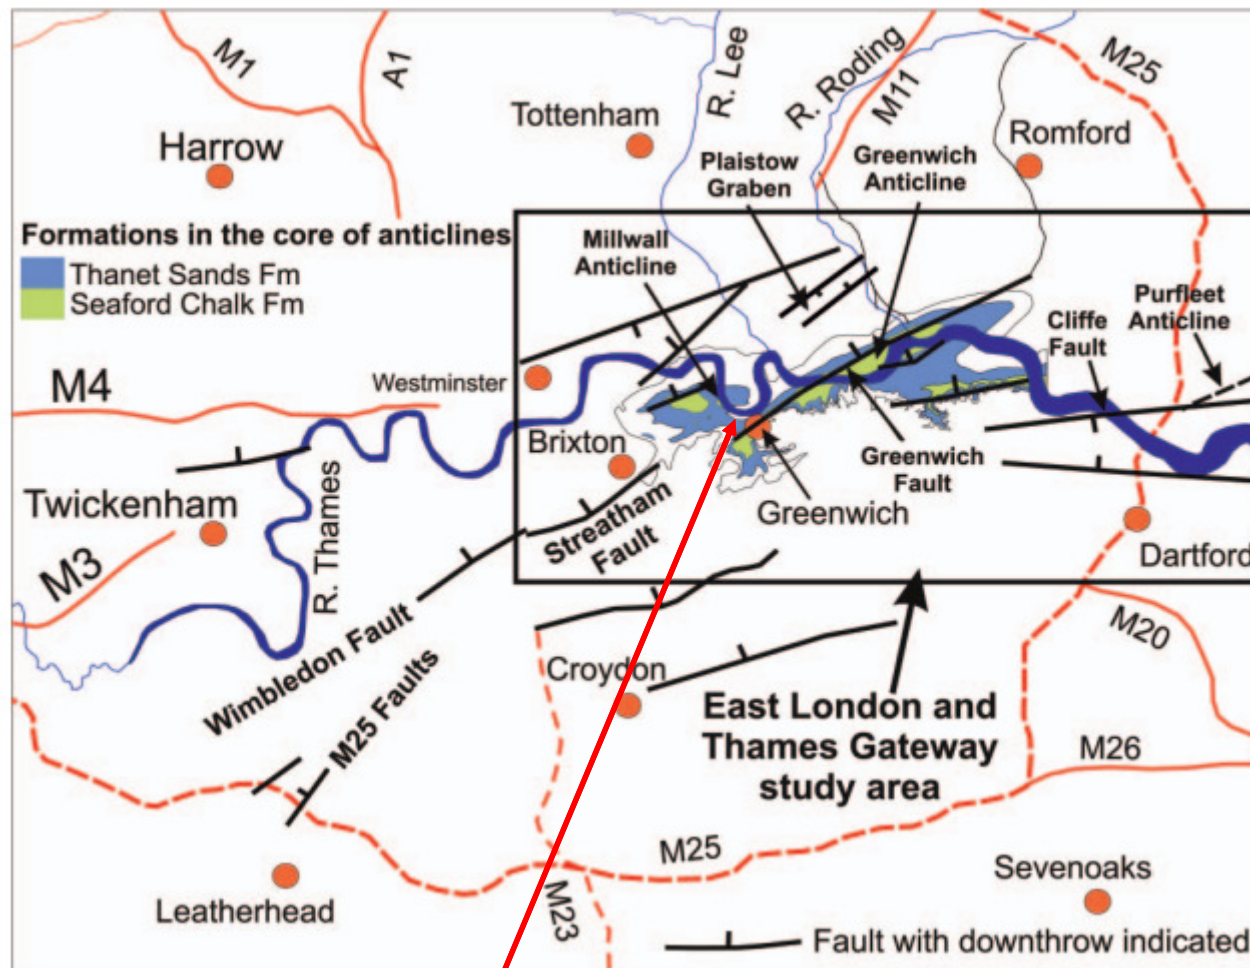 M1
A1
R. Lee
R. Roding
M11
M25
Tottenham
Harrow
Romford
Plaistow
Graben
Greenwich
Anticline
Formations in the core of anticlines
Thanet Sands Fm
Seaford Chalk Fm
Millwall
Anticline
Purfleet
Anticline
Cliffe
Fault
M4
Westminster
Brixton
Greenwich
Fault
Greenwich
Twickenham
R. Thames
Streatham
Fault
M3
Dartford
M20
Wimbledon Fault
M25 Faults
Croydon
East London and
Thames Gateway
study area
M26
M25
Sevenoaks
Leatherhead
M23
Fault with downthrow indicated